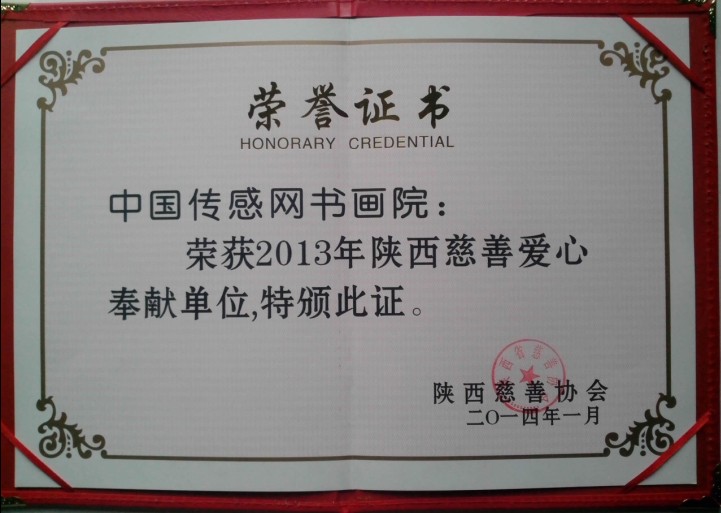 荣誉证书
HONORARY CREDENTIAL
中国传感网书画院：
荣获2013年陕西慈善爱心
奉献单位,特颁此证。
陕西慈善协会
二〇一四年一月